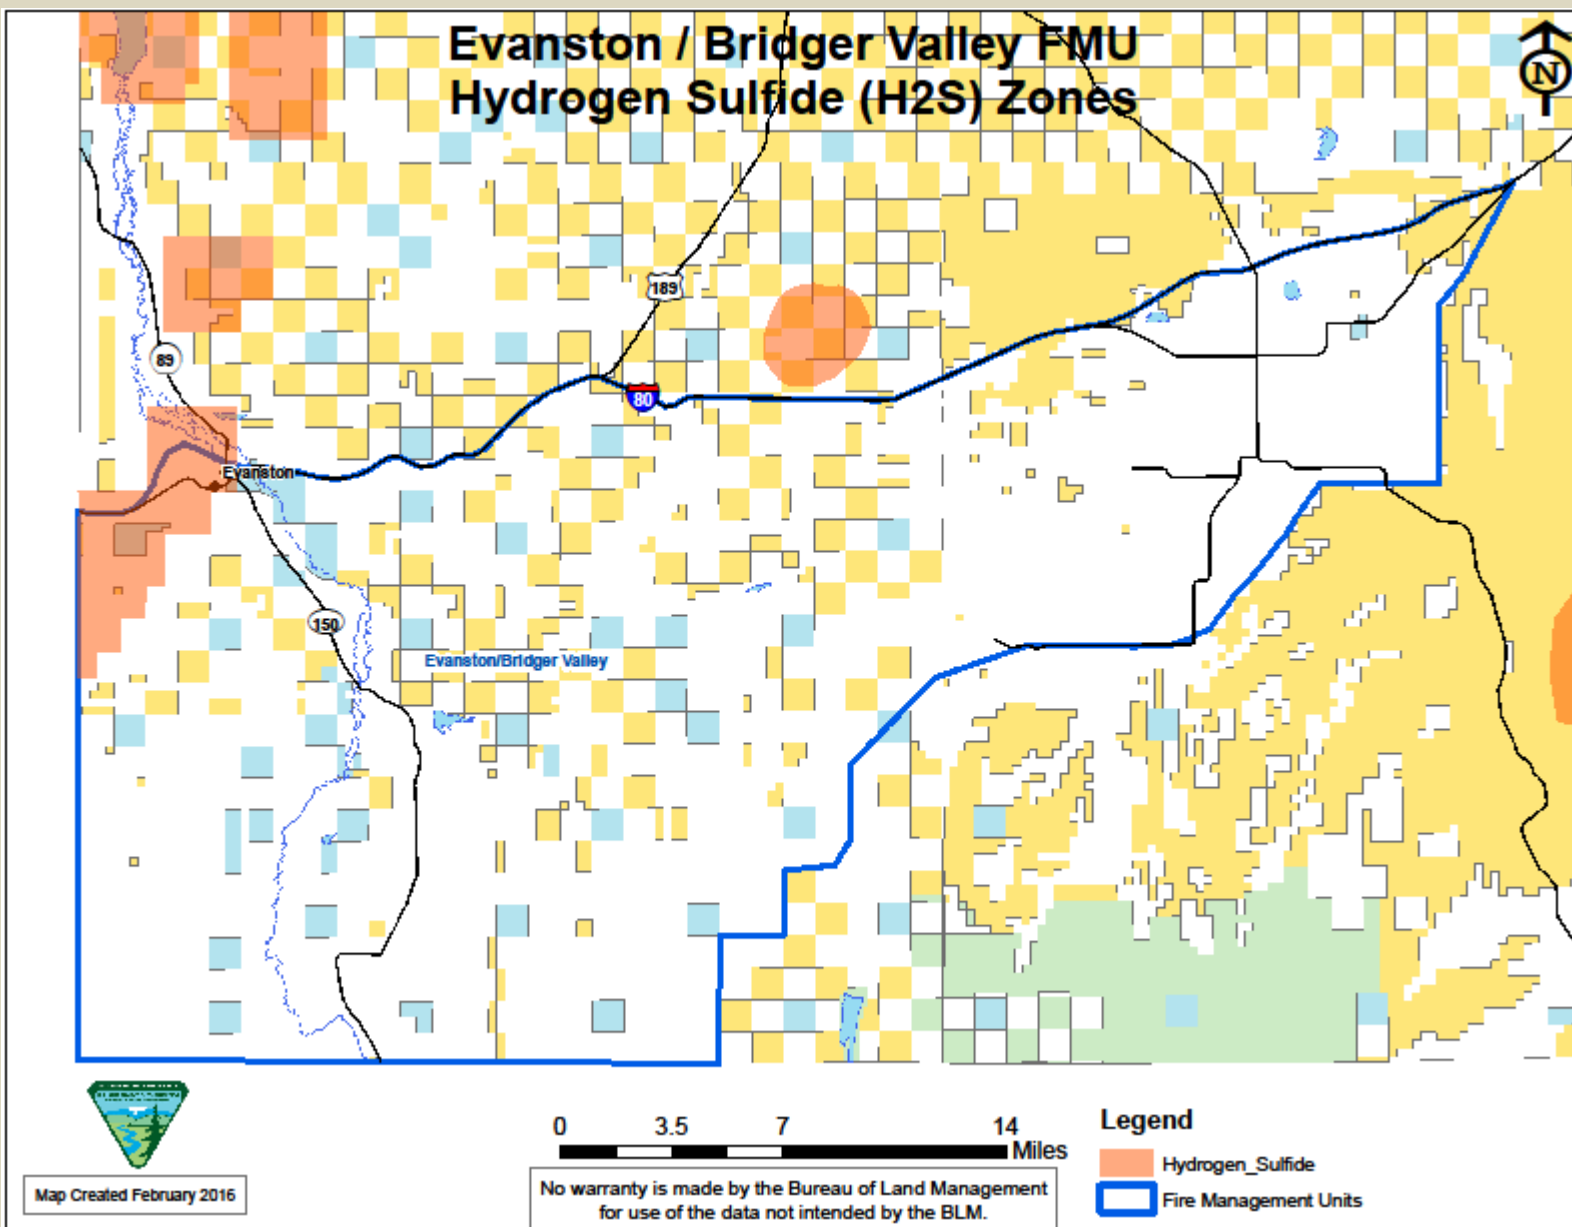 Evanston / Bridger Valley FMU
Hydrogen Sulfide (H2S) Zones
N
189
89
80
Evanston
150
Evanston/Bridger Valley
0 3.5 7 14
Miles
Legend
Hydrogen_Sulfide
Fire Management Units
Map Created February 2016
No warranty is made by the Bureau of Land Management
for use of the data not intended by the BLM.